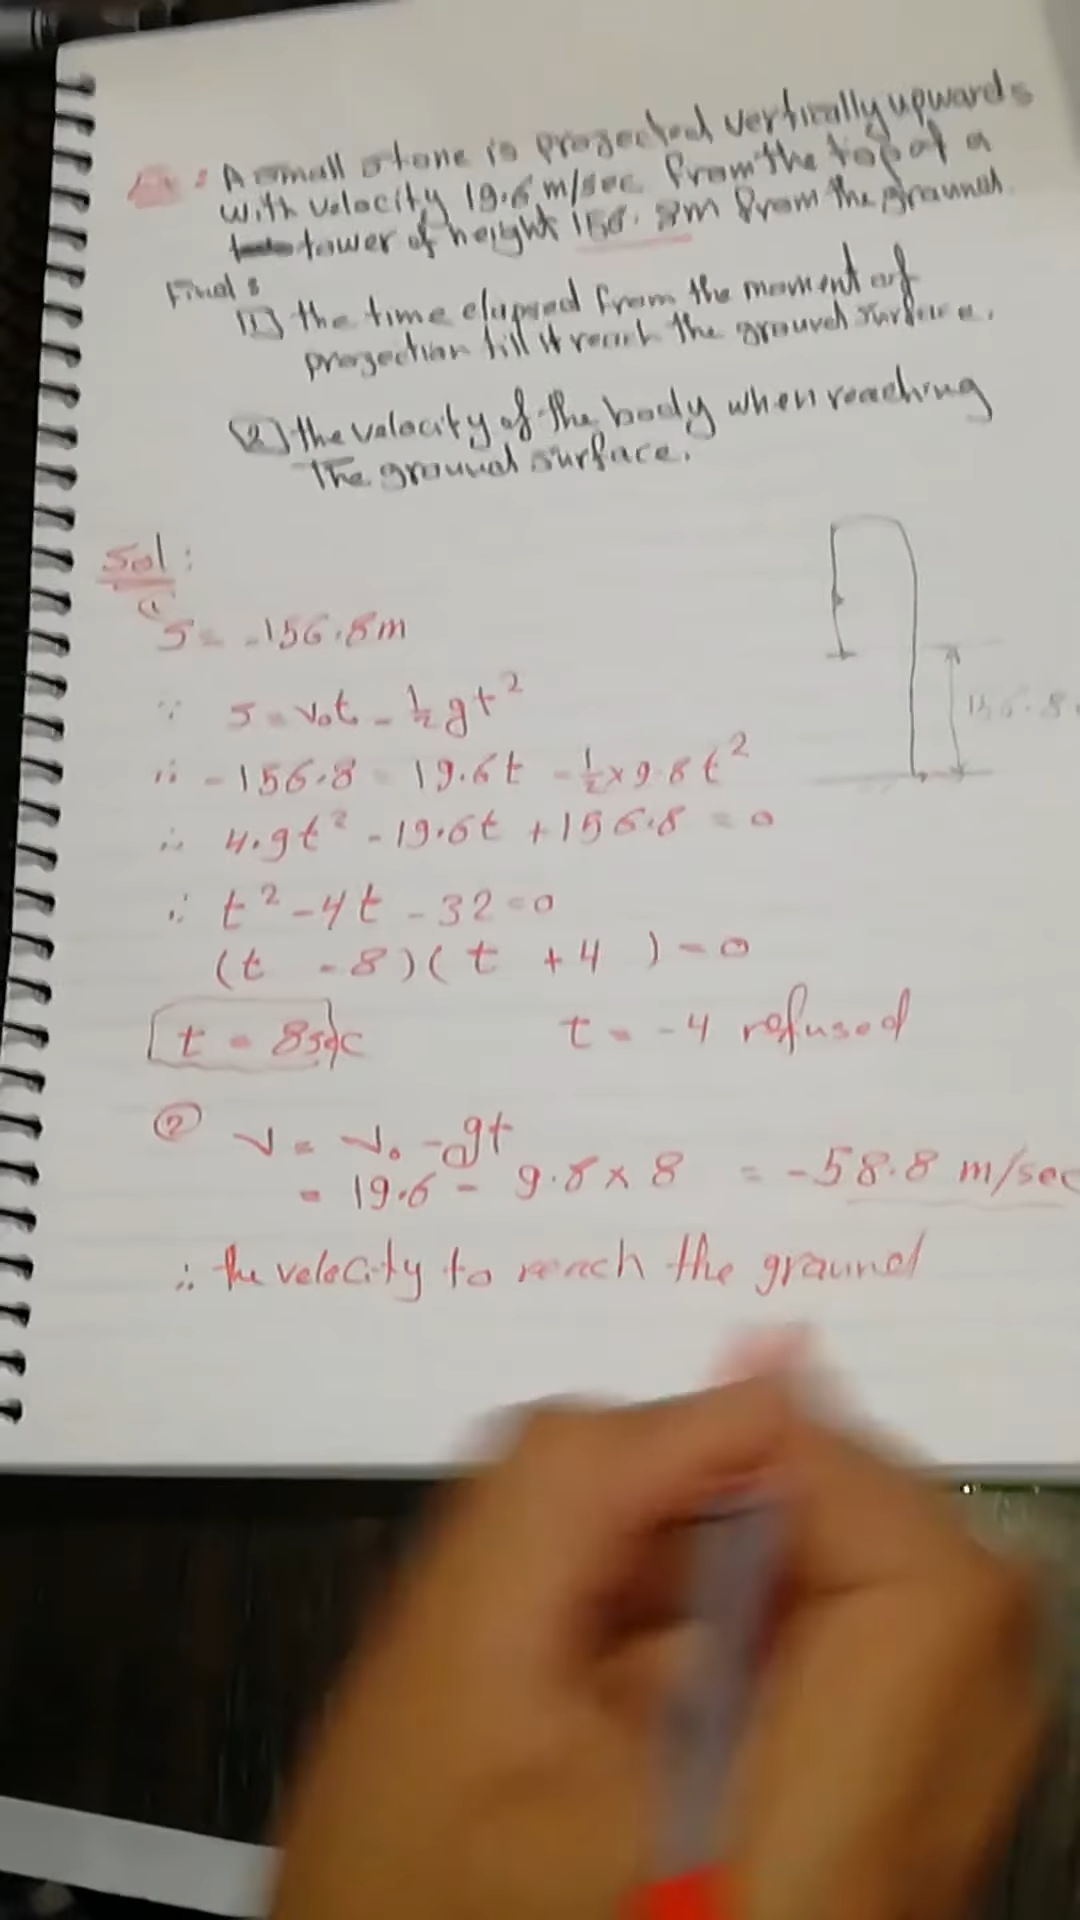 Ex: A small stone is projected vertically upwards
with velocity 19.6 m/sec from the top of a
tower of height 156.8m from the ground.
Find:
(1) the time elapsed from the moment of
projection till it reach the ground surface.
(2) the velocity of the body when reaching
the ground surface.
Sol:
(1
S = -156.8m
∵ S = V₀t - ½gt²
∴ -156.8 = 19.6t - ½×9.8t²
∴ 4.9t² - 19.6t + 156.8 = 0
∴ t² - 4t - 32 = 0
(t - 8)(t + 4) = 0
t = 8sec t = -4 refused
② V = V₀ - gt
= 19.6 - 9.8 × 8 = -58.8 m/sec
∴ the velocity to reach the ground
156.8